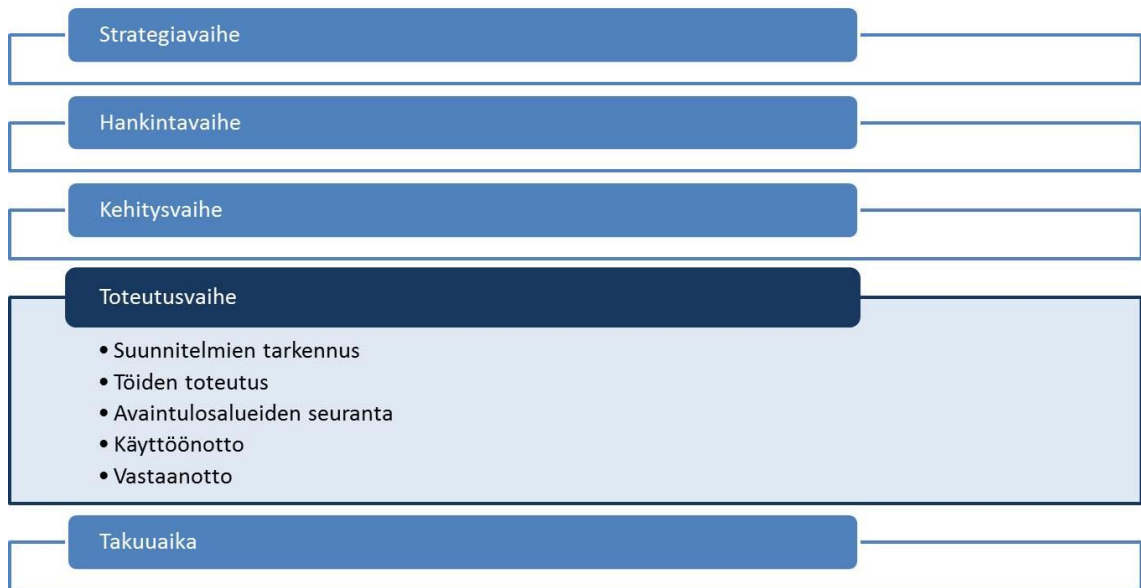 Strategiavaihe
Hankintavaihe
Kehitysvaihe
Toteutusvaihe
• Suunnitelmien tarkennus
• Töiden toteutus
• Avaintulosalueiden seuranta
• Käyttöönotto
• Vastaanotto
Takuuaika